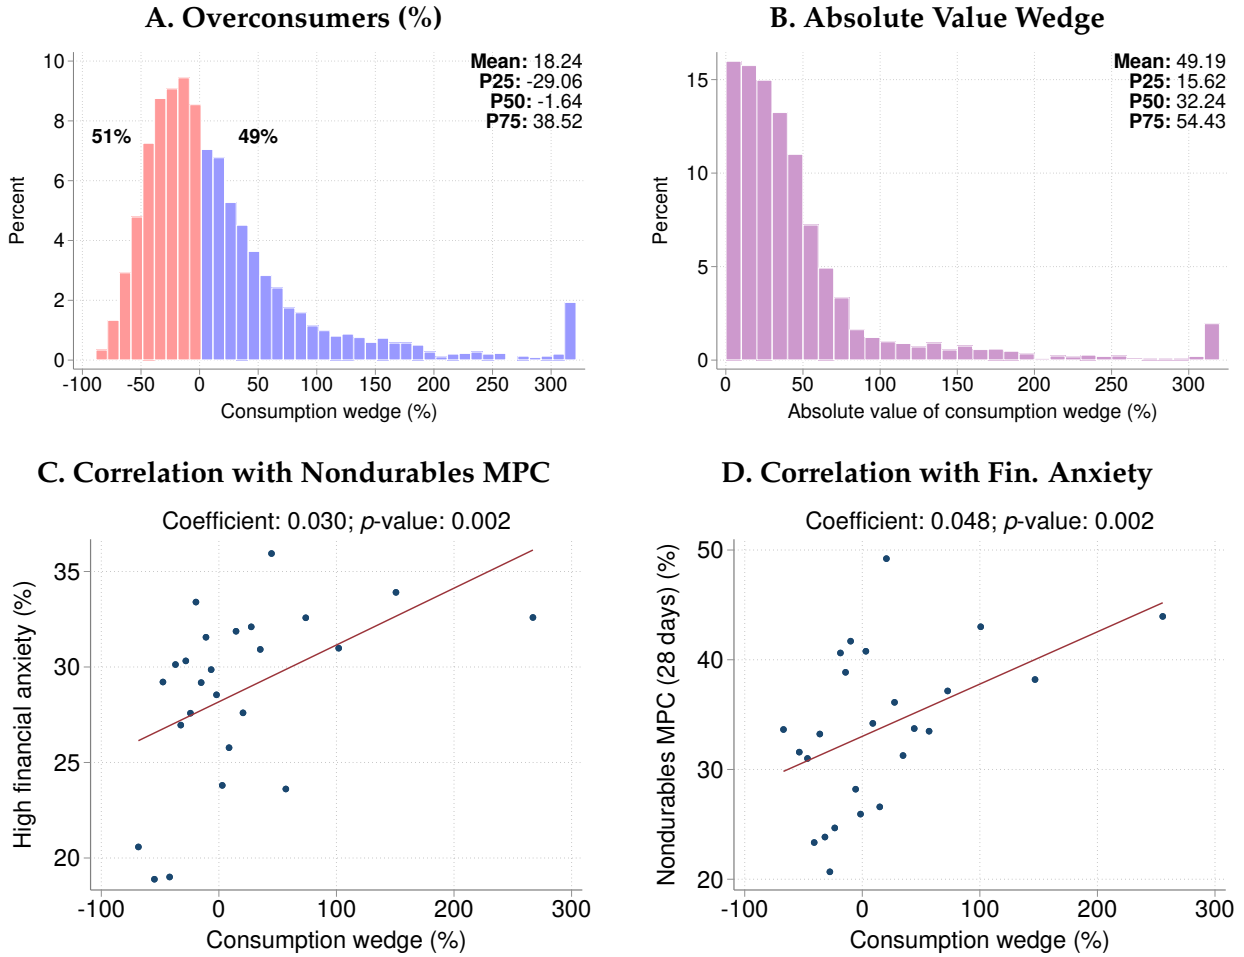 A. Overconsumers (%)
Mean: 18.24
P25: -29.06
P50: -1.64
P75: 38.52
51%
49%
Percent
10
8
6
4
2
0
-100
-50
0
50
100
150
200
250
300
Consumption wedge (%)
B. Absolute Value Wedge
Mean: 49.19
P25: 15.62
P50: 32.24
P75: 54.43
Percent
15
10
5
0
0
50
100
150
200
250
300
Absolute value of consumption wedge (%)
C. Correlation with Nondurables MPC
Coefficient: 0.030; p-value: 0.002
High financial anxiety (%)
35
30
25
20
-100
0
100
200
300
Consumption wedge (%)
D. Correlation with Fin. Anxiety
Coefficient: 0.048; p-value: 0.002
Nondurables MPC (28 days) (%)
50
40
30
20
-100
0
100
200
300
Consumption wedge (%)